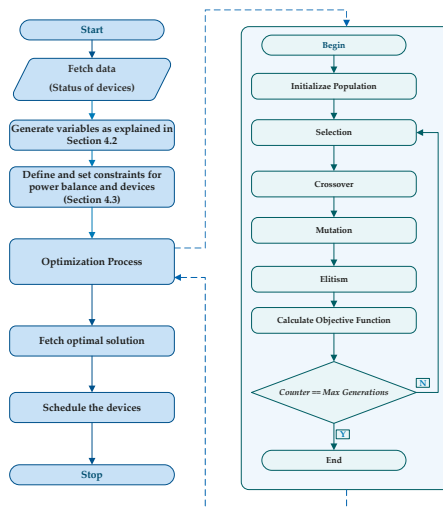 Start
Fetch data
(Status of devices)
Generate variables as explained in
Section 4.2
Define and set constraints for
power balance and devices
(Section 4.3)
Optimization Process
Fetch optimal solution
Schedule the devices
Stop
Begin
Initializae Population
Selection
Crossover
Mutation
Elitism
Calculate Objective Function
Counter == Max Generations
N
Y
End